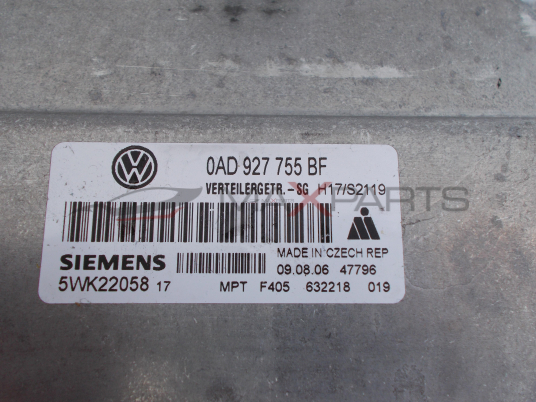 0AD 927 755 BF
VERTEILERGETR.-SG H17/S2119
MAXPARTS
SIEMENS
MADE IN CZECH REP
09.08.06 47796
5WK22058 17 MPT F405 632218 019